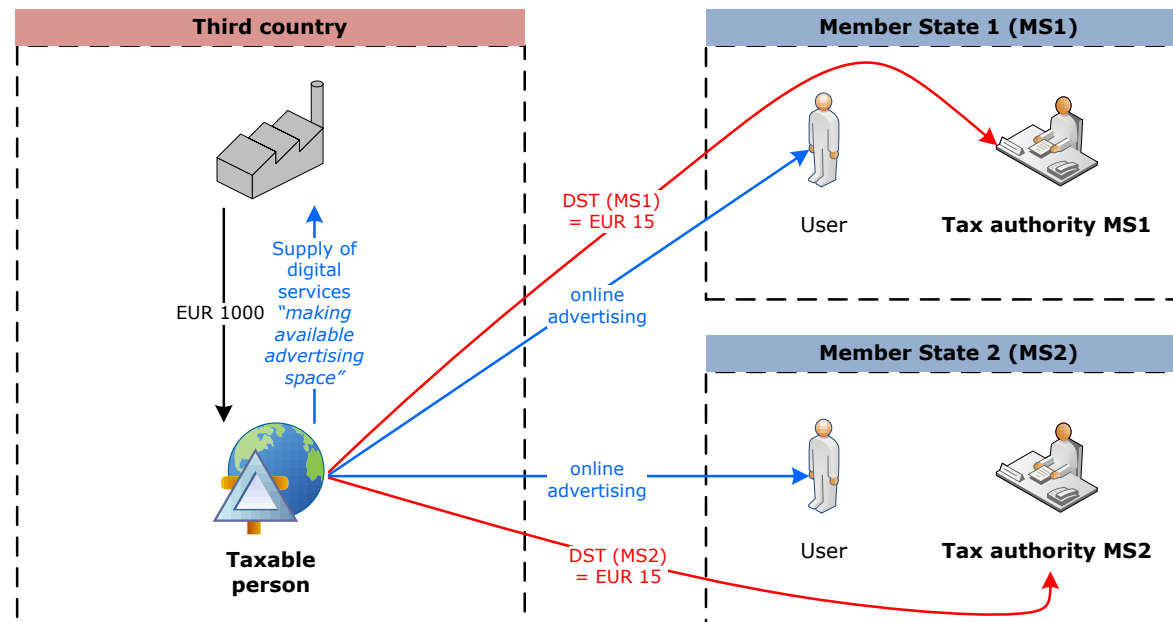 Third country
Member State 1 (MS1)
DST (MS1)
= EUR 15
User
Tax authority MS1
Supply of
digital
services
“making
available
advertising
space”
EUR 1000
online
advertising
Member State 2 (MS2)
online
advertising
User
Tax authority MS2
DST (MS2)
= EUR 15
Taxable
person